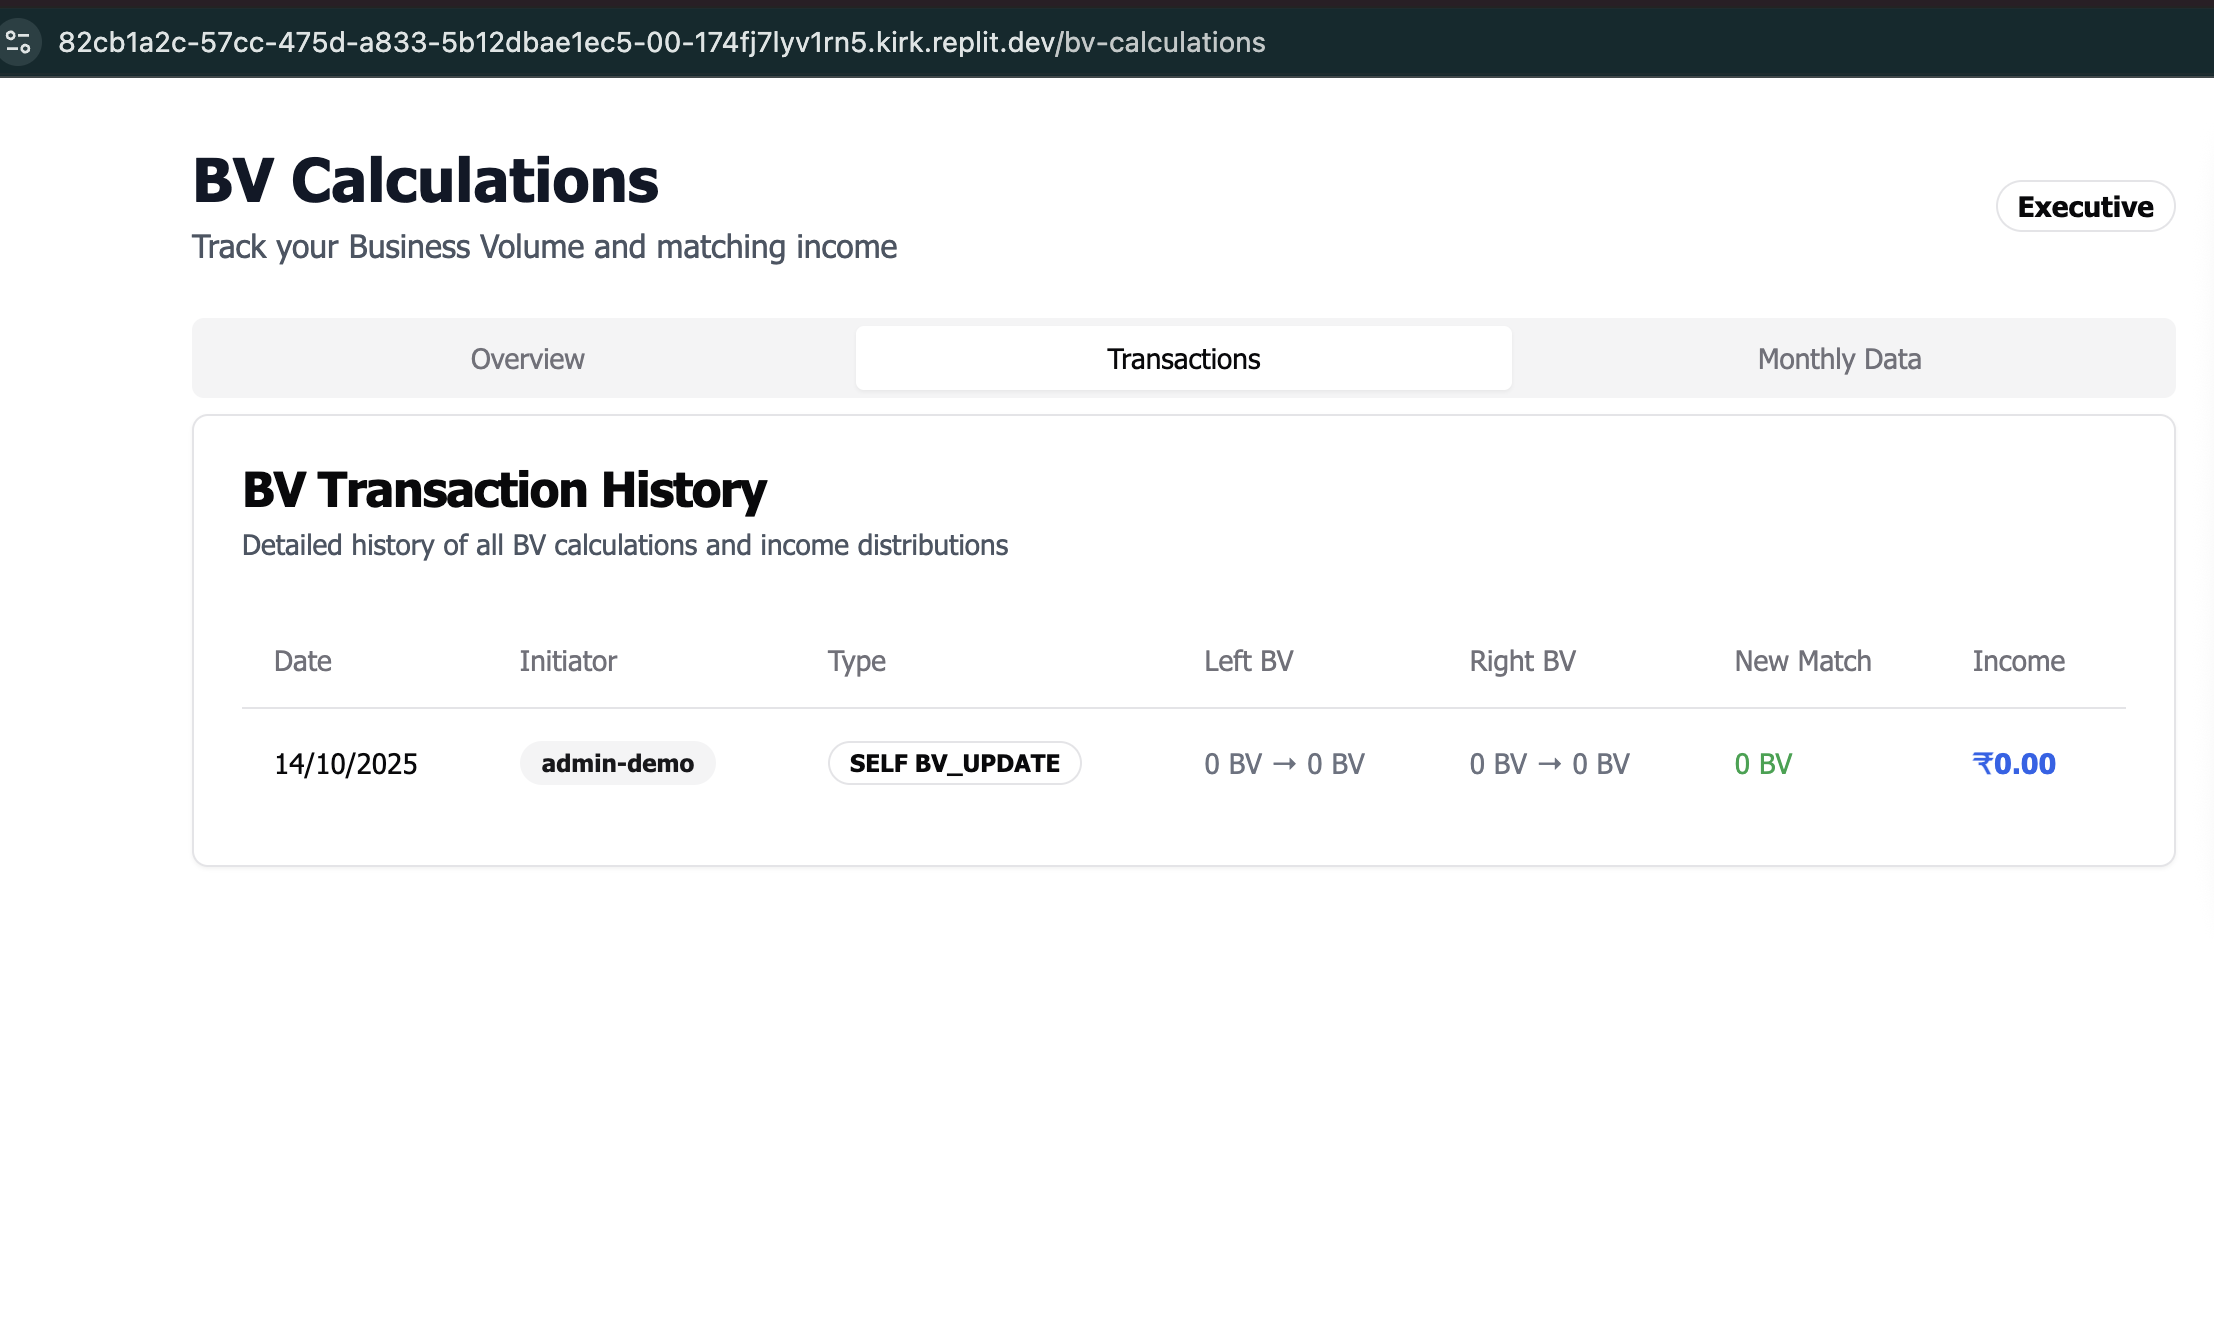 82cb1a2c-57cc-475d-a833-5b12dbae1ec5-00-174fj7lyv1rn5.kirk.replit.dev/bv-calculations
BV Calculations
Executive
Track your Business Volume and matching income
Overview Transactions Monthly Data
BV Transaction History
Detailed history of all BV calculations and income distributions
Date Initiator Type Left BV Right BV New Match Income
14/10/2025 admin-demo SELF BV_UPDATE 0 BV → 0 BV 0 BV → 0 BV 0 BV ₹0.00